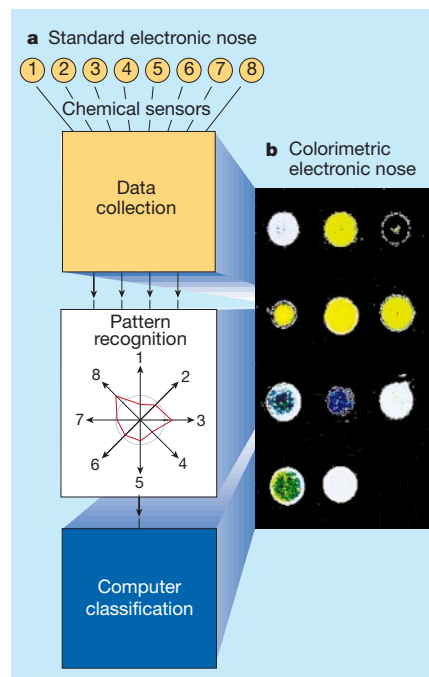 a Standard electronic nose
1 2 3 4 5 6 7 8
Chemical sensors
Data
collection
b Colorimetric
electronic nose
Pattern
recognition
1
8 2
7 3
6 4
5
Computer
classification